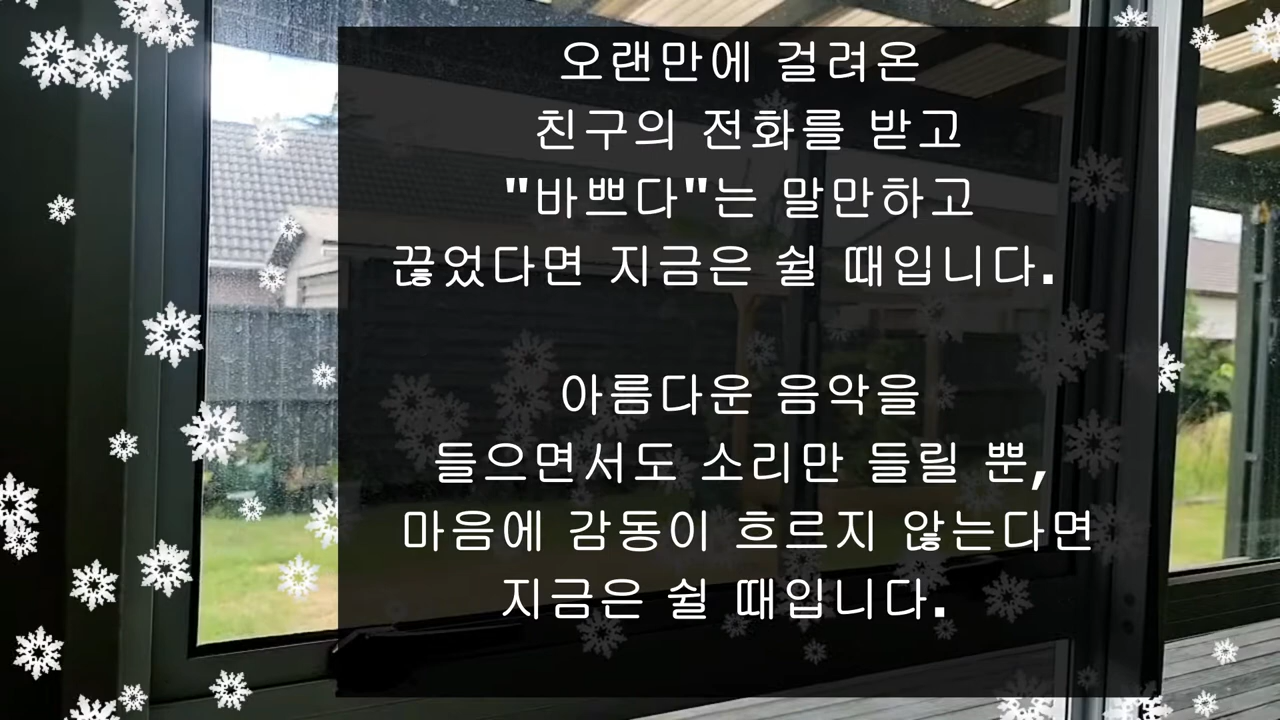 오랜만에 걸려온
친구의 전화를 받고
"바쁘다"는 말만하고
끊었다면 지금은 쉴 때입니다.
아름다운 음악을
들으면서도 소리만 들릴 뿐,
마음에 감동이 흐르지 않는다면
지금은 쉴 때입니다.